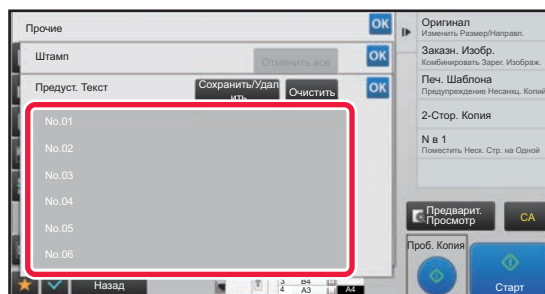 Прочие
OK
Штамп
Отменить все
OK
Предуст. Текст
Сохранить/Удал
ить
Очистить
OK
No.01
No.02
No.03
No.04
No.05
No.06
Назад
3 B4
4 A3
A4
Оригинал
Изменить Размер/Направл.
Заказн. Изобр.
Комбинировать Зарег. Изображ.
Печ. Шаблона
Предупреждение Несанкц. Копий
2-Стор. Копия
N в 1
Поместить Неск. Стр. на Одной
Предварит.
Просмотр
CA
Проб. Копия
Старт